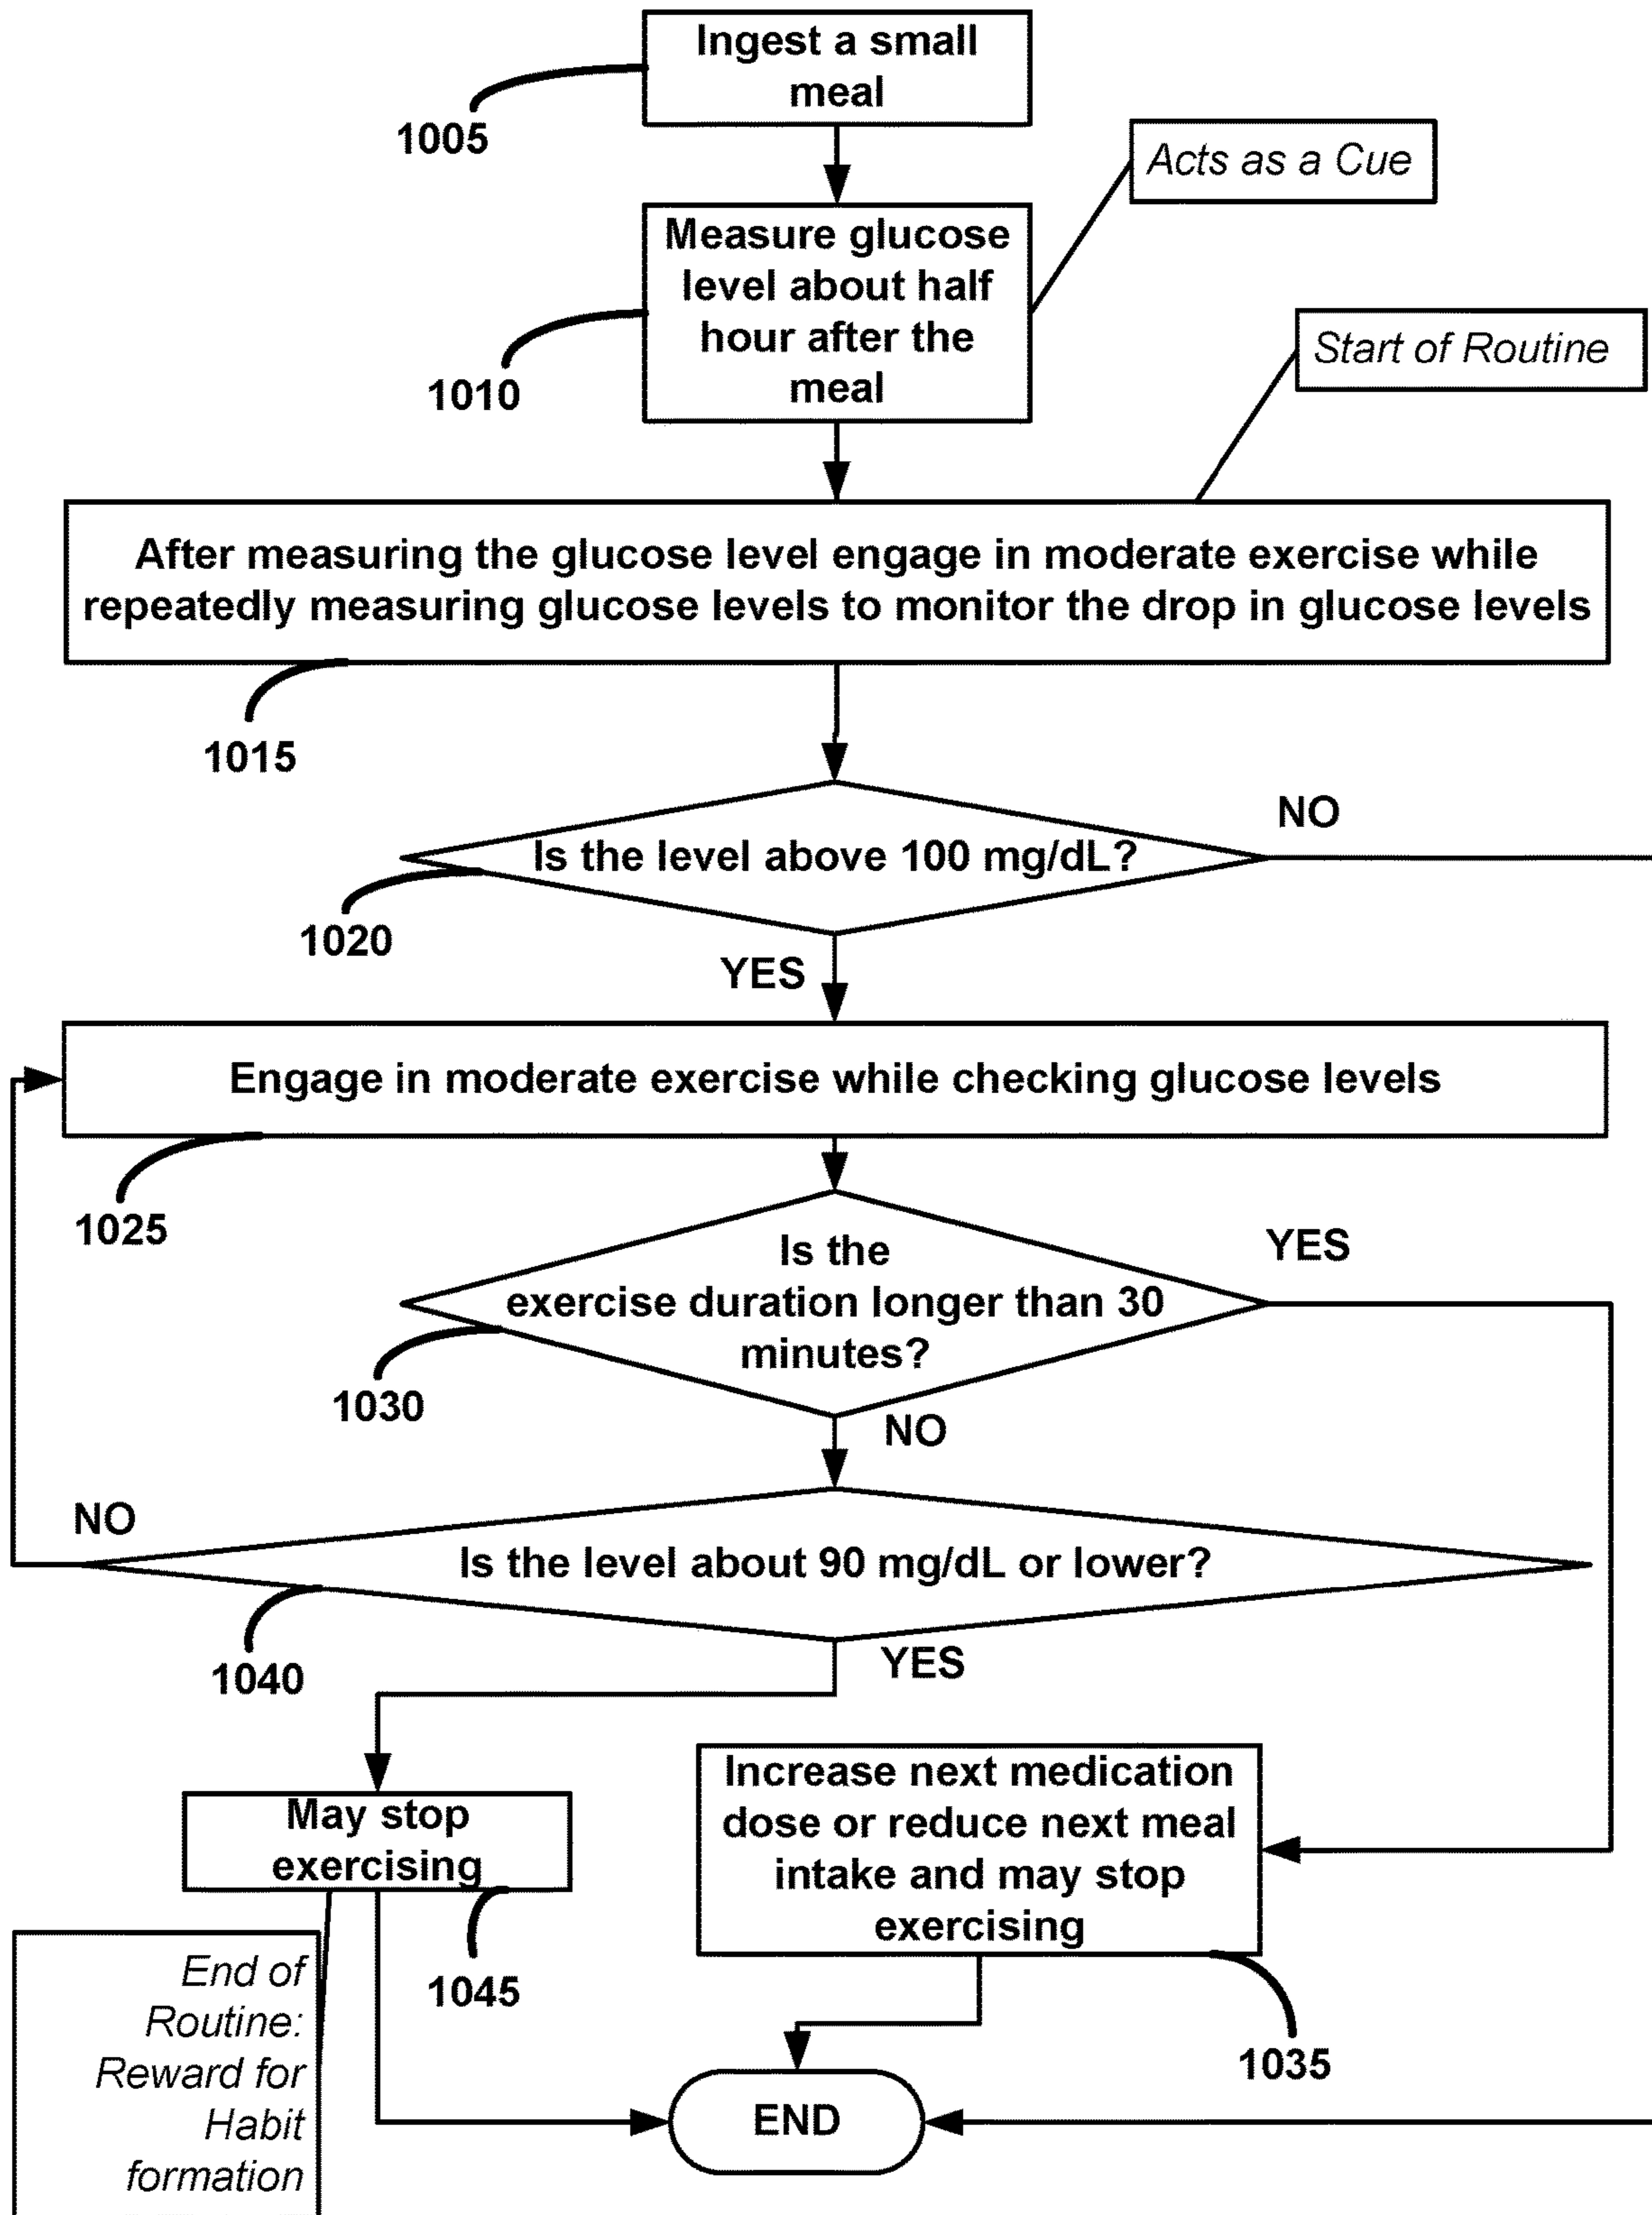 Ingest a small
meal
1005
Acts as a Cue
Measure glucose
level about half
hour after the
meal
1010
Start of Routine
After measuring the glucose level engage in moderate exercise while
repeatedly measuring glucose levels to monitor the drop in glucose levels
1015
NO
Is the level above 100 mg/dL?
1020
YES
Engage in moderate exercise while checking glucose levels
1025
YES
Is the
exercise duration longer than 30
minutes?
1030
NO
NO
Is the level about 90 mg/dL or lower?
1040
YES
May stop
exercising
1045
Increase next medication
dose or reduce next meal
intake and may stop
exercising
1035
End of
Routine:
Reward for
Habit
formation
END